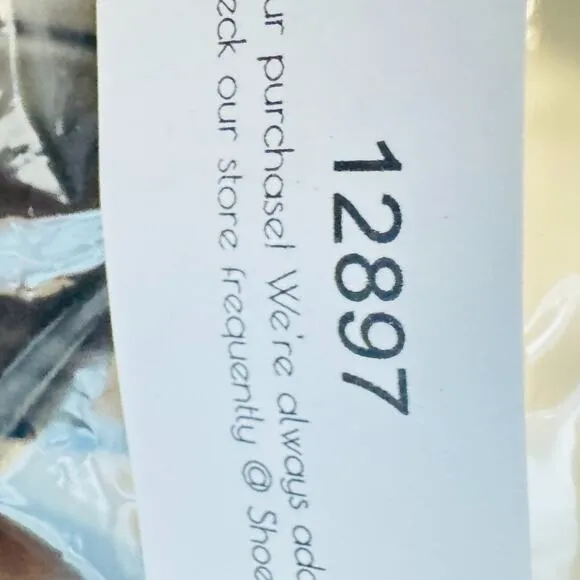 12897
ur purchase! We're always add
eck our store frequently @ Shoe